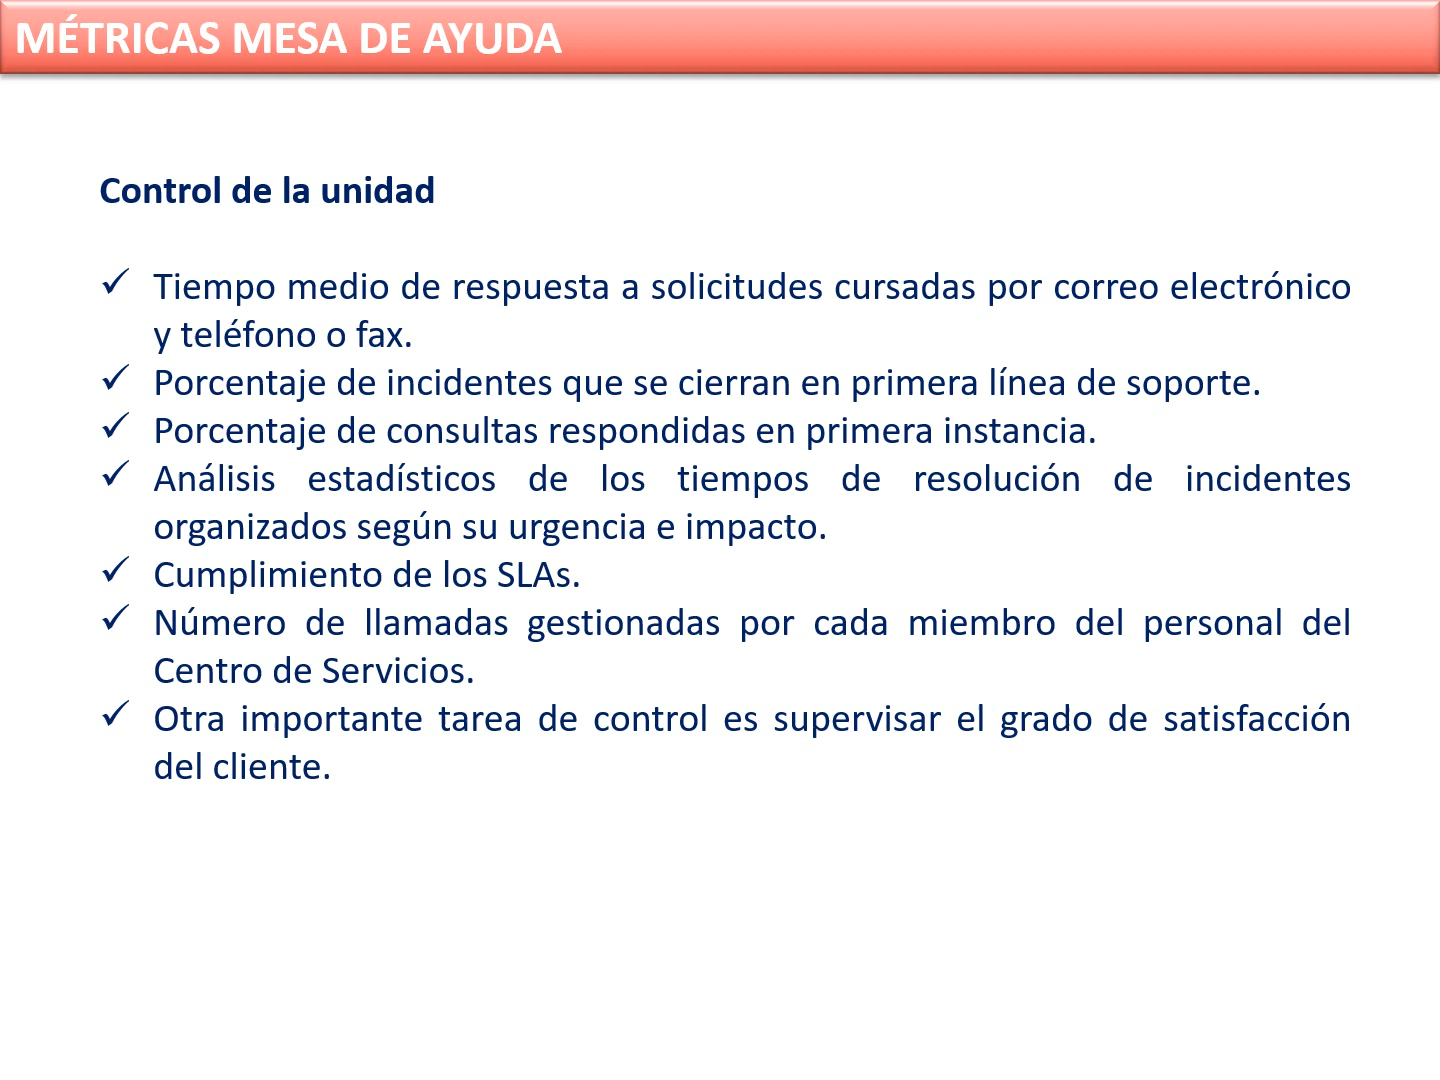 MÉTRICAS MESA DE AYUDA
Control de la unidad
✓ Tiempo medio de respuesta a solicitudes cursadas por correo electrónico
y teléfono o fax.
✓ Porcentaje de incidentes que se cierran en primera línea de soporte.
✓ Porcentaje de consultas respondidas en primera instancia.
✓ Análisis estadísticos de los tiempos de resolución de incidentes
organizados según su urgencia e impacto.
✓ Cumplimiento de los SLAs.
✓ Número de llamadas gestionadas por cada miembro del personal del
Centro de Servicios.
✓ Otra importante tarea de control es supervisar el grado de satisfacción
del cliente.